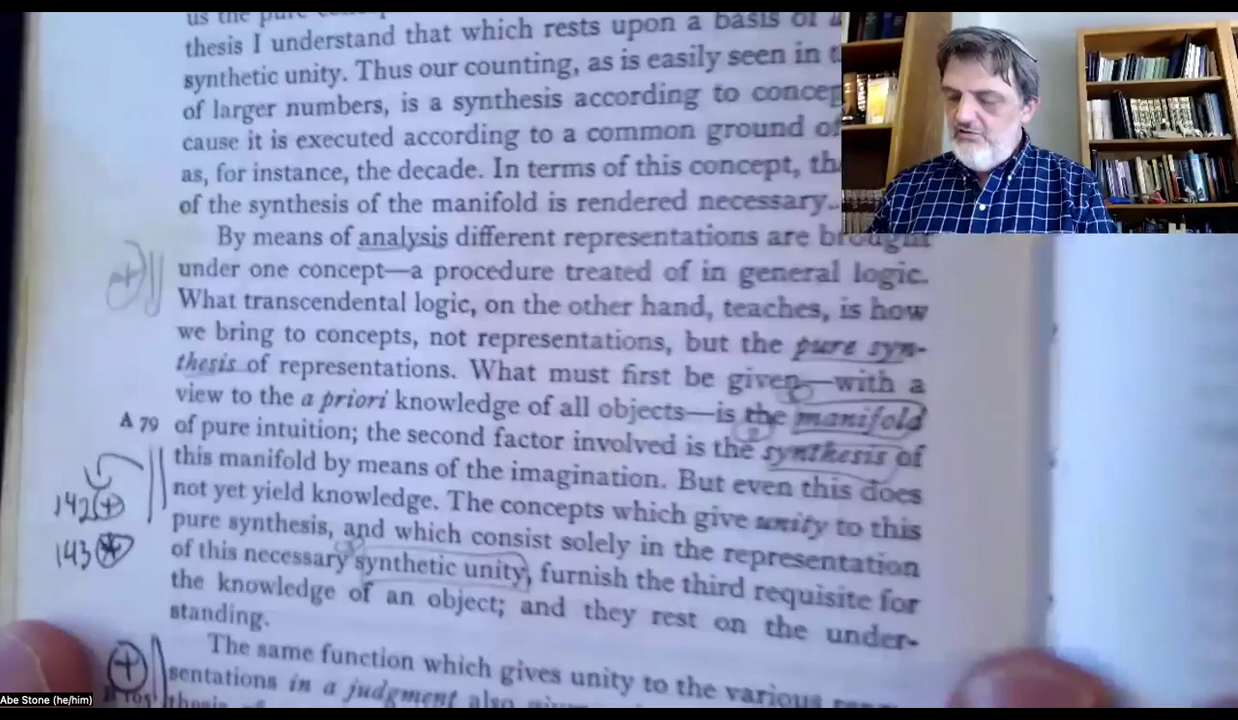 us the pure
thesis I understand that which rests upon a basis of
synthetic unity. Thus our counting, as is easily seen in
of larger numbers, is a synthesis according to concep
cause it is executed according to a common ground of
as, for instance, the decade. In terms of this concept, th
of the synthesis of the manifold is rendered necessary.
By means of analysis different representations are brought
under one concept—a procedure treated of in general logic.
What transcendental logic, on the other hand, teaches, is how
we bring to concepts, not representations, but the pure syn-
thesis of representations. What must first be given—with a
view to the a priori knowledge of all objects—is the manifold
A 79 of pure intuition; the second factor involved is the synthesis of
this manifold by means of the imagination. But even this does
not yet yield knowledge. The concepts which give unity to this
pure synthesis, and which consist solely in the representation
of this necessary synthetic unity, furnish the third requisite for
the knowledge of an object; and they rest on the under-
standing.
The same function which gives unity to the various
sentations in a judgment also
142
143
Abe Stone (he/him)